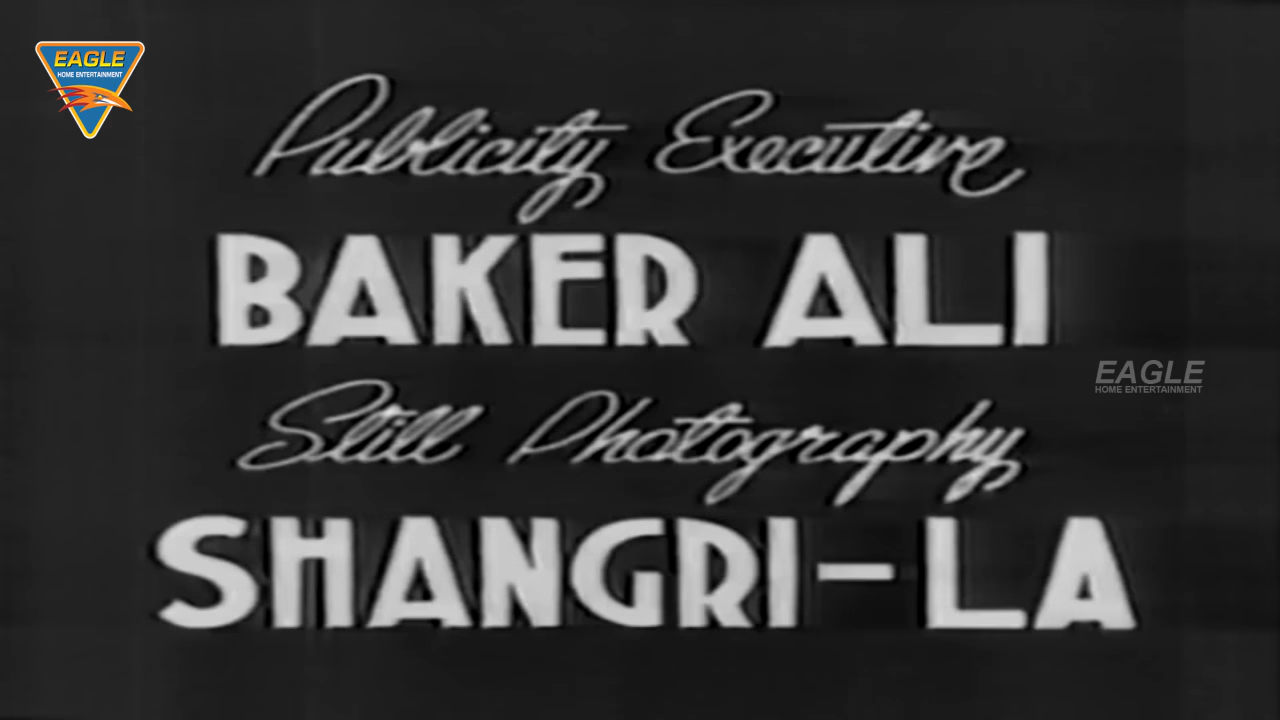 EAGLE
HOME ENTERTAINMENT
Publicity Executive
BAKER ALI
EAGLE
HOME ENTERTAINMENT
Still Photography
SHANGRI-LA